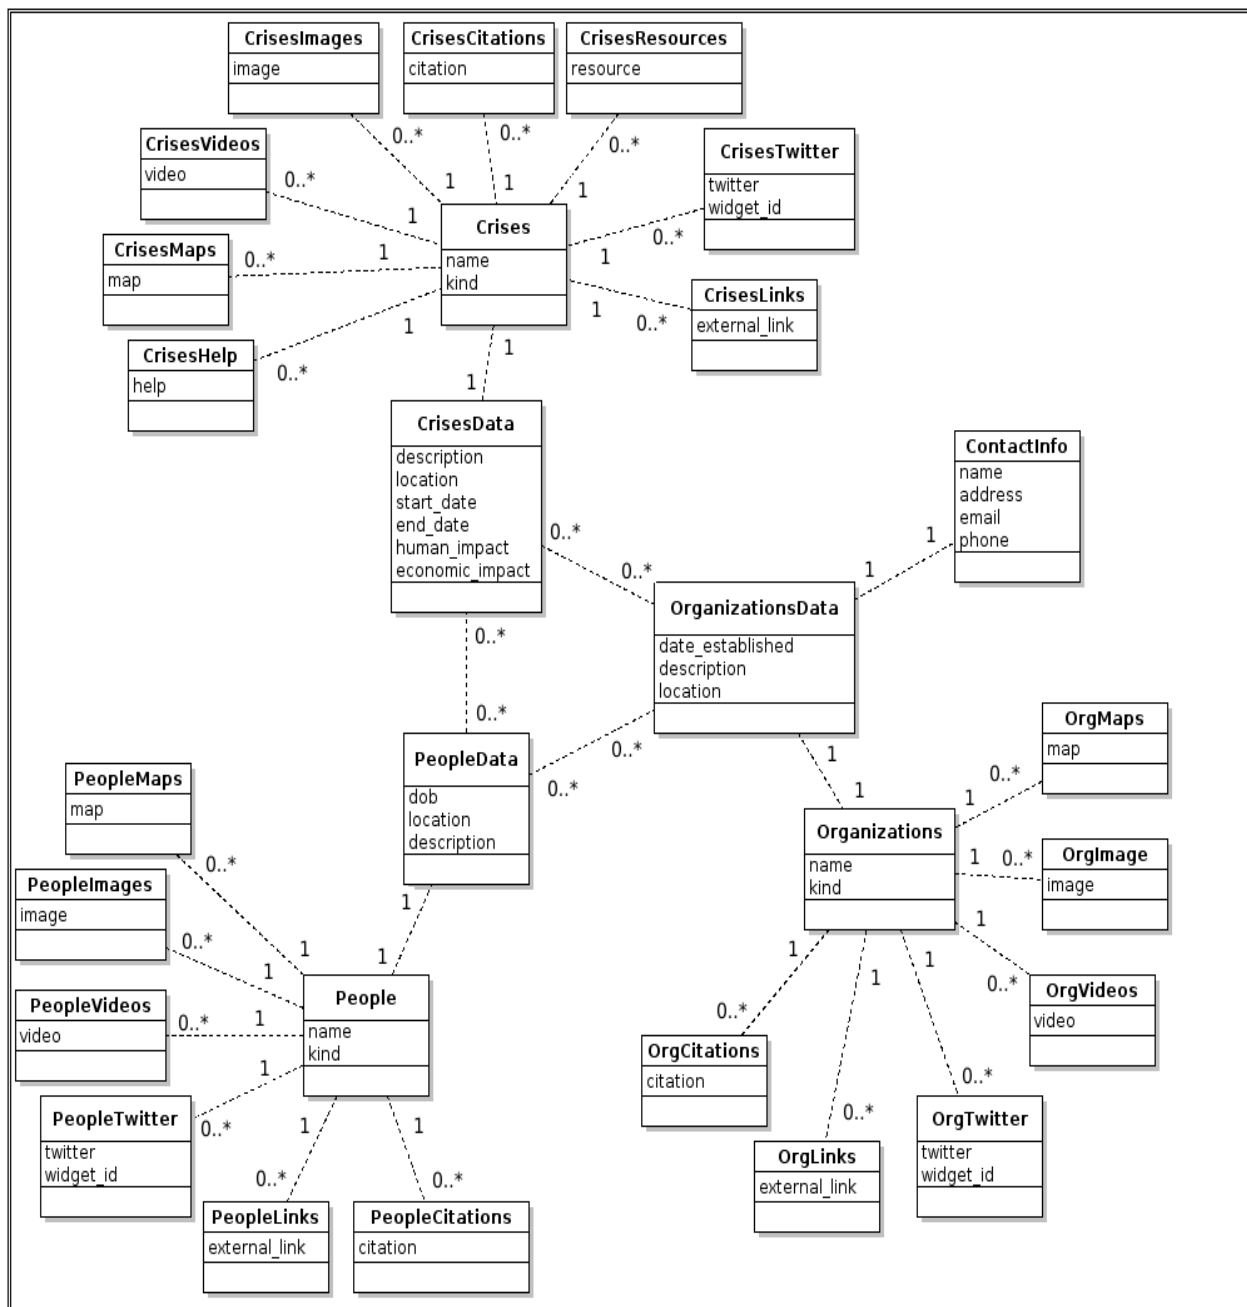 CrisesImages
image
CrisesCitations
citation
CrisesResources
resource
0..*
0..*
0..*
CrisesVideos
video
0..*
CrisesTwitter
twitter
widget_id
1
1
1
1
0..*
1
Crises
name
kind
CrisesMaps
map
0..*
1
CrisesLinks
external_link
1
0..*
1
CrisesHelp
help
0..*
1
1
CrisesData
description
location
start_date
end_date
human_impact
economic_impact
ContactInfo
name
address
email
phone
0..*
0..*
1
1
OrganizationsData
date_established
description
location
0..*
0..*
0..*
0..*
PeopleData
dob
location
description
OrgMaps
map
0..*
1
1
1
PeopleMaps
map
0..*
Organizations
name
kind
OrgImage
image
1
0..*
PeopleImages
image
0..*
1
1
1
1
1
1
1
1
0..*
OrgVideos
video
People
name
kind
PeopleVideos
video
0..*
1
0..*
OrgCitations
citation
1
PeopleTwitter
twitter
widget_id
0..*
1
1
0..*
0..*
OrgTwitter
twitter
widget_id
0..*
OrgLinks
external_link
0..*
PeopleLinks
external_link
PeopleCitations
citation